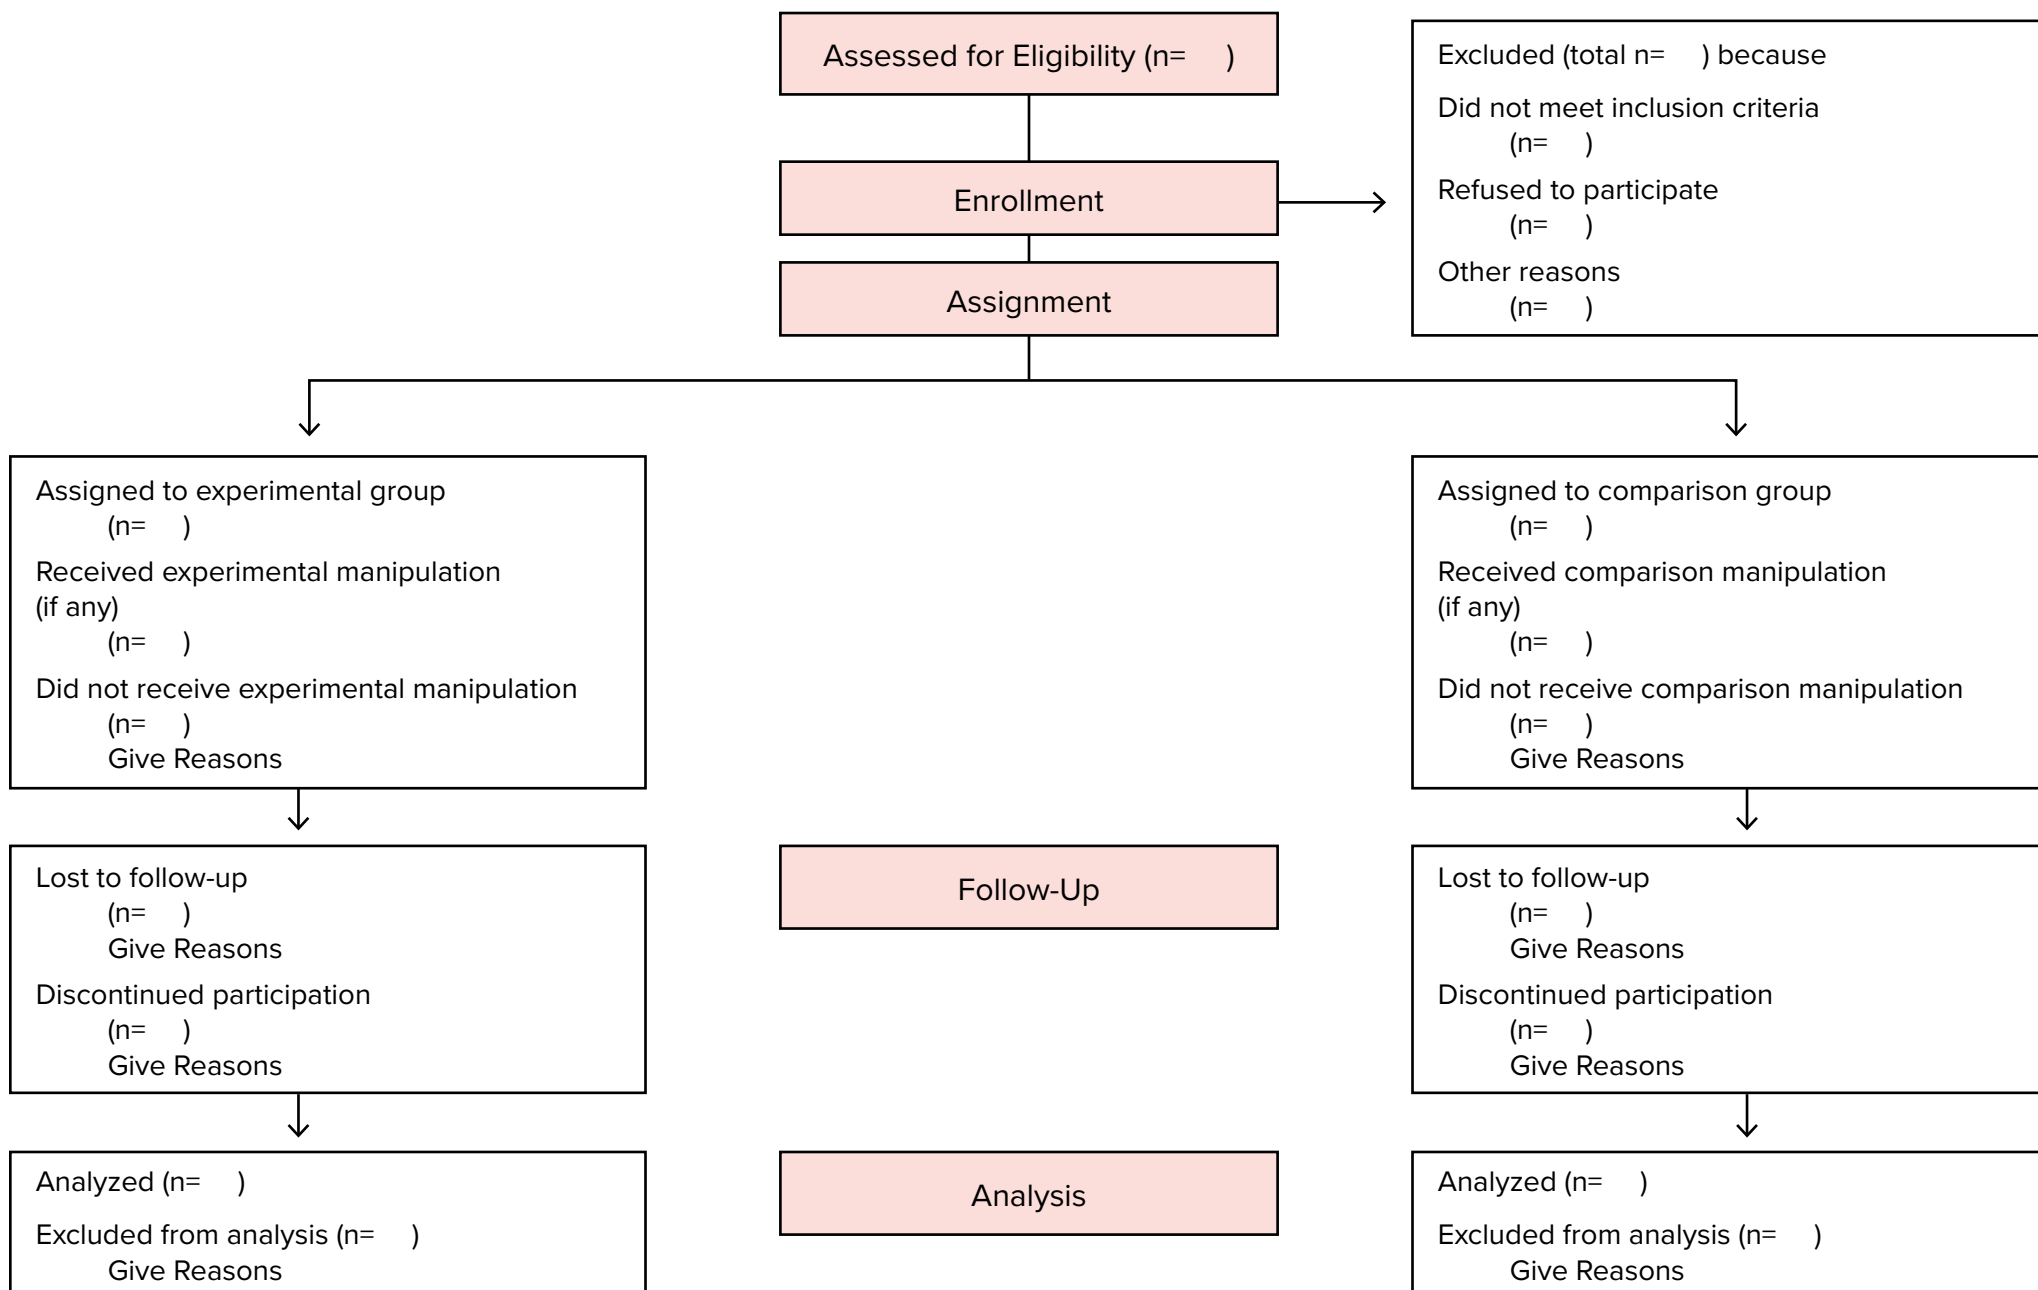 Assessed for Eligibility (n= )
Excluded (total n= ) because
Did not meet inclusion criteria
(n= )
Refused to participate
(n= )
Other reasons
(n= )
Enrollment
Assignment
Assigned to experimental group
(n= )
Received experimental manipulation
(if any)
(n= )
Did not receive experimental manipulation
(n= )
Give Reasons
Assigned to comparison group
(n= )
Received comparison manipulation
(if any)
(n= )
Did not receive comparison manipulation
(n= )
Give Reasons
Lost to follow-up
(n= )
Give Reasons
Discontinued participation
(n= )
Give Reasons
Follow-Up
Lost to follow-up
(n= )
Give Reasons
Discontinued participation
(n= )
Give Reasons
Analyzed (n= )
Excluded from analysis (n= )
Give Reasons
Analysis
Analyzed (n= )
Excluded from analysis (n= )
Give Reasons